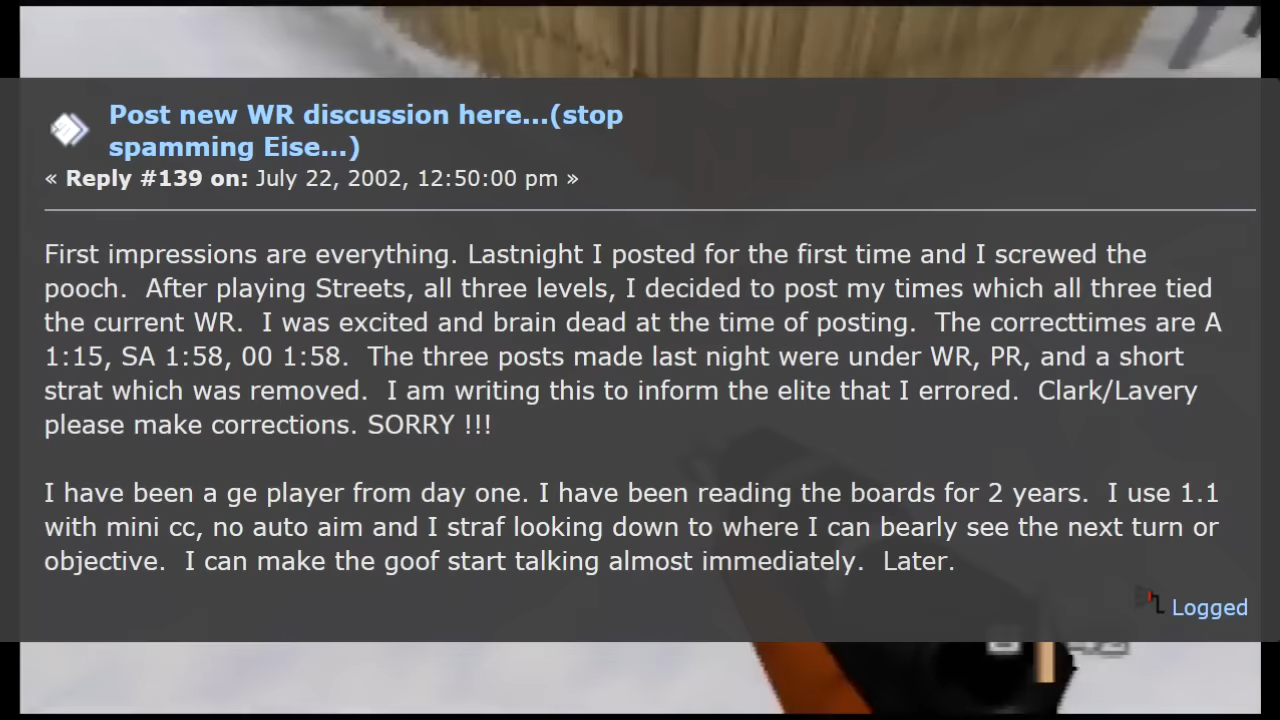 Post new WR discussion here...(stop
spamming Eise...)
« Reply #139 on: July 22, 2002, 12:50:00 pm »
First impressions are everything. Lastnight I posted for the first time and I screwed the
pooch.  After playing Streets, all three levels, I decided to post my times which all three tied
the current WR.  I was excited and brain dead at the time of posting.  The correcttimes are A
1:15, SA 1:58, 00 1:58.  The three posts made last night were under WR, PR, and a short
strat which was removed.  I am writing this to inform the elite that I errored.  Clark/Lavery
please make corrections. SORRY !!!
I have been a ge player from day one. I have been reading the boards for 2 years.  I use 1.1
with mini cc, no auto aim and I straf looking down to where I can bearly see the next turn or
objective.  I can make the goof start talking almost immediately.  Later.
Logged